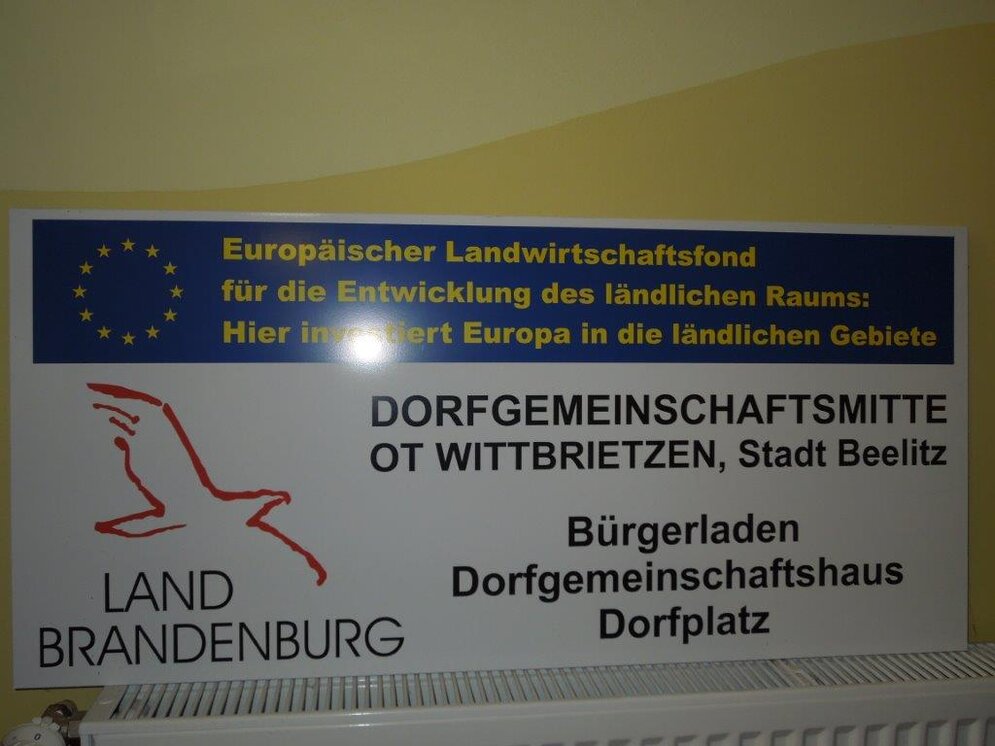 Europäischer Landwirtschaftsfond
für die Entwicklung des ländlichen Raums:
Hier investiert Europa in die ländlichen Gebiete
DORFGEMEINSCHAFTSMITTE
OT WITTBRIETZEN, Stadt Beelitz
Bürgerladen
Dorfgemeinschaftshaus
Dorfplatz
LAND
BRANDENBURG